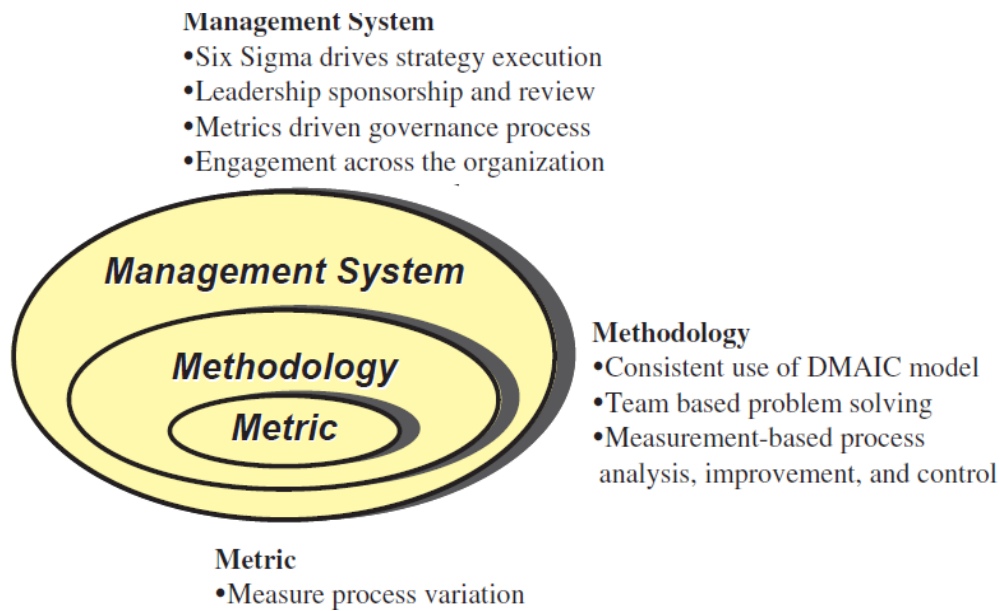 Management System
•Six Sigma drives strategy execution
•Leadership sponsorship and review
•Metrics driven governance process
•Engagement across the organization
Management System
Methodology
Metric
Methodology
•Consistent use of DMAIC model
•Team based problem solving
•Measurement-based process
analysis, improvement, and control
Metric
•Measure process variation